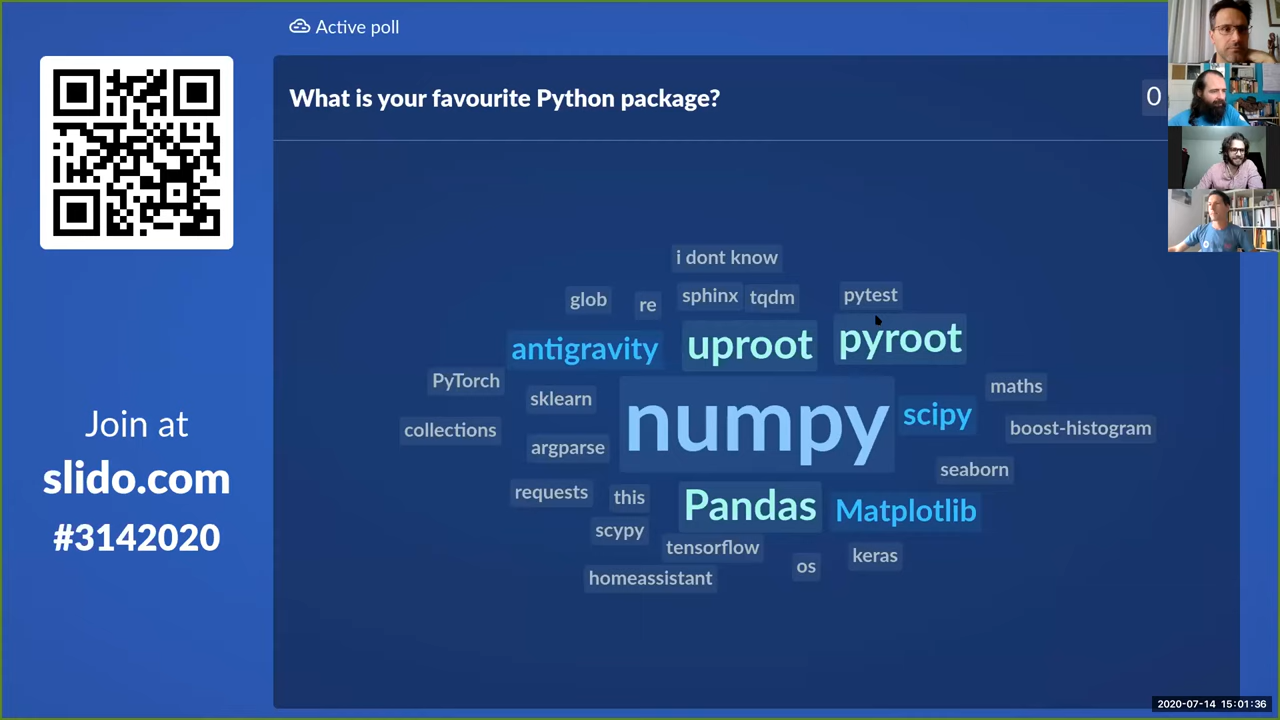 Active poll
What is your favourite Python package?
0
i dont know
glob
re
sphinx
tqdm
pytest
antigravity
uproot
pyroot
PyTorch
sklearn
numpy
scipy
maths
collections
argparse
boost-histogram
seaborn
requests
this
Pandas
Matplotlib
scypy
tensorflow
os
keras
homeassistant
Join at
slido.com
#3142020
2020-07-14 15:01:36